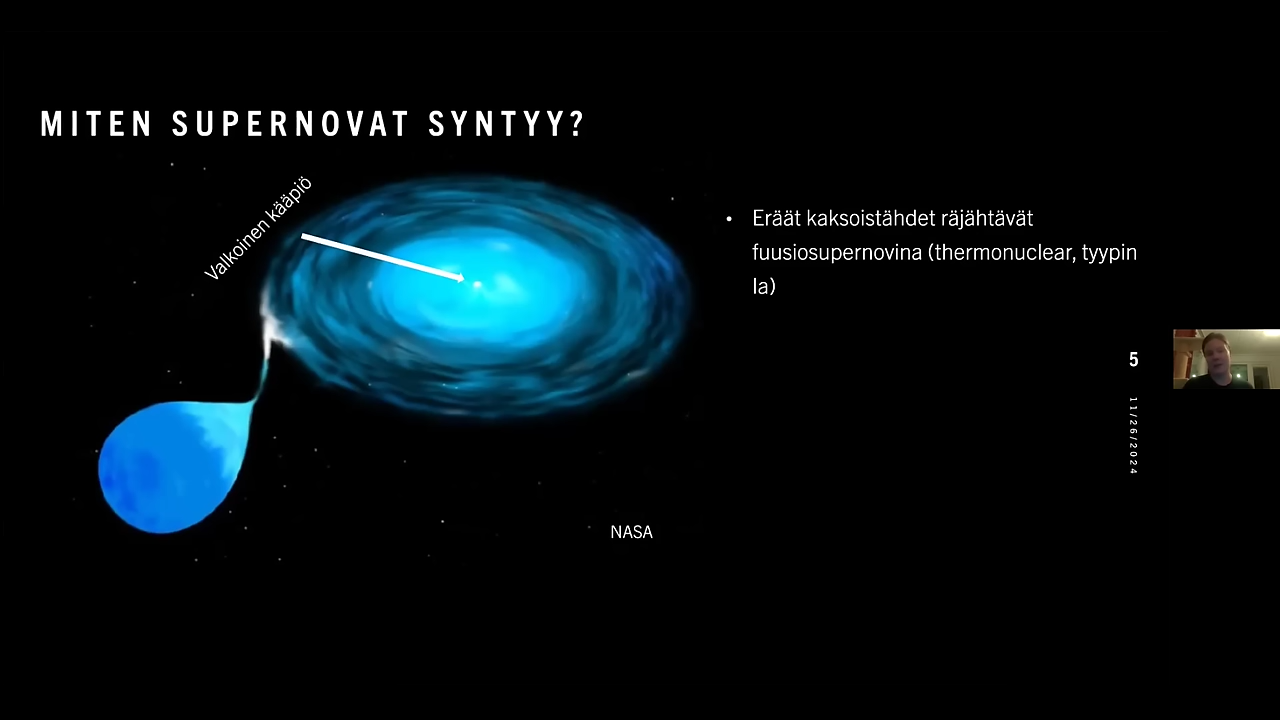 MITEN SUPERNOVAT SYNTYY?
Valkoinen kääpiö
• Eräät kaksoistähdet räjähtävät
fuusiosupernovina (thermonuclear, tyypin
Ia)
5
11/26/2024
NASA